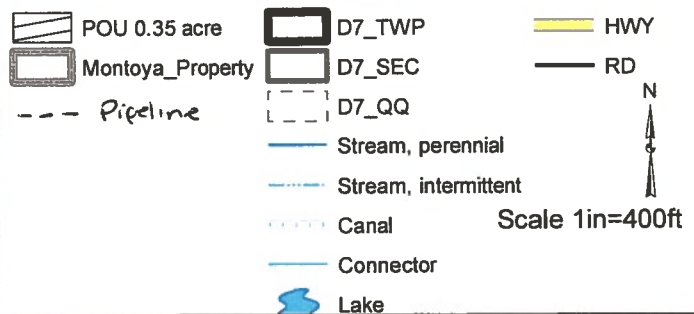 POU 0.35 acre
Montoya_Property
Pipeline
D7_TWP
D7_SEC
D7_QQ
Stream, perennial
Stream, intermittent
Canal
Connector
Lake
HWY
RD
N
Scale 1in=400ft